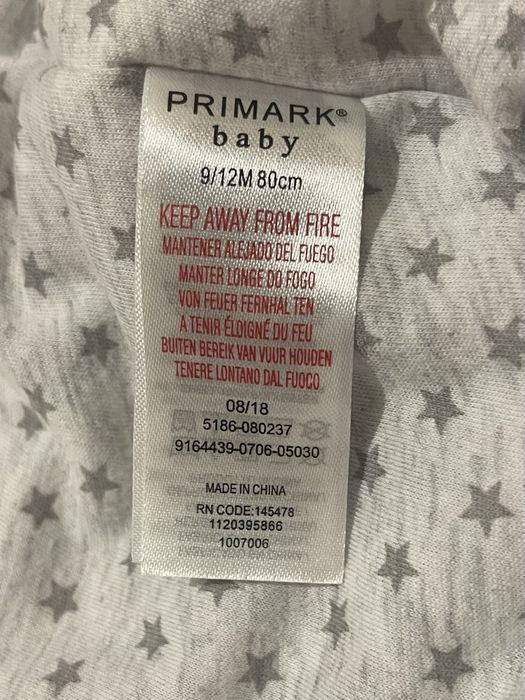 PRIMARK®
baby
9/12M 80cm
KEEP AWAY FROM FIRE
MANTENER ALEJADO DEL FUEGO
MANTER LONGE DO FOGO
VON FEUER FERNHAL TEN
A TENIR ÉLOIGNÉ DU FEU
BUITEN BEREIK VAN VUUR HOUDEN
TENERE LONTANO DAL FUOCO
08/18
5186-080237
9164439-0706-05030
MADE IN CHINA
RN CODE:145478
1120395866
1007006